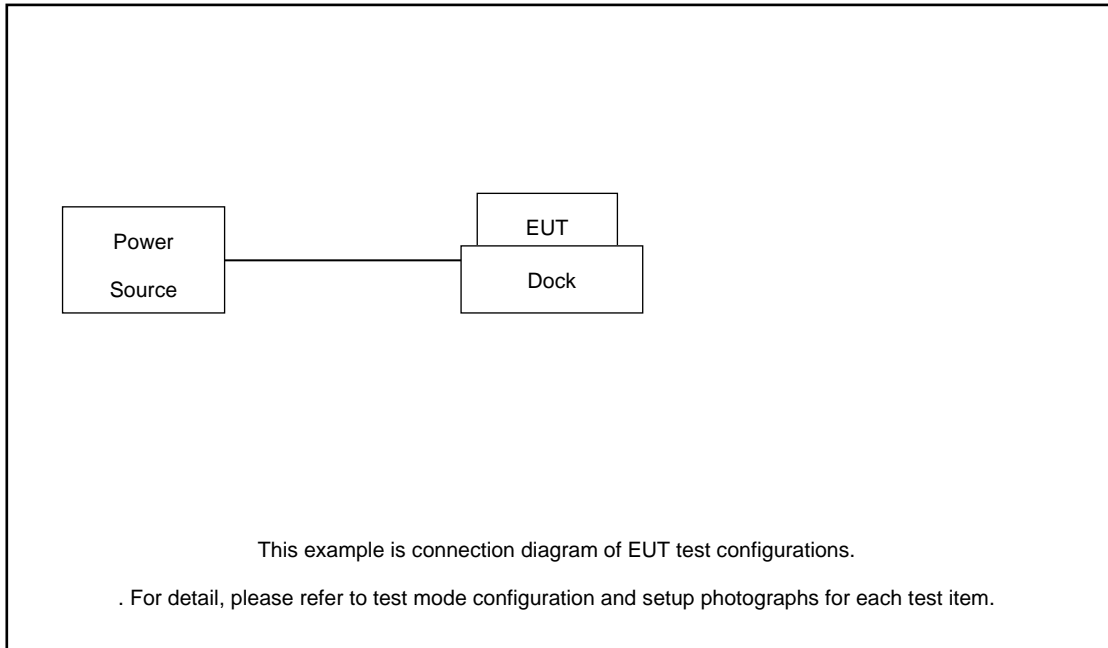 Power
Source
EUT
Dock
This example is connection diagram of EUT test configurations.
. For detail, please refer to test mode configuration and setup photographs for each test item.